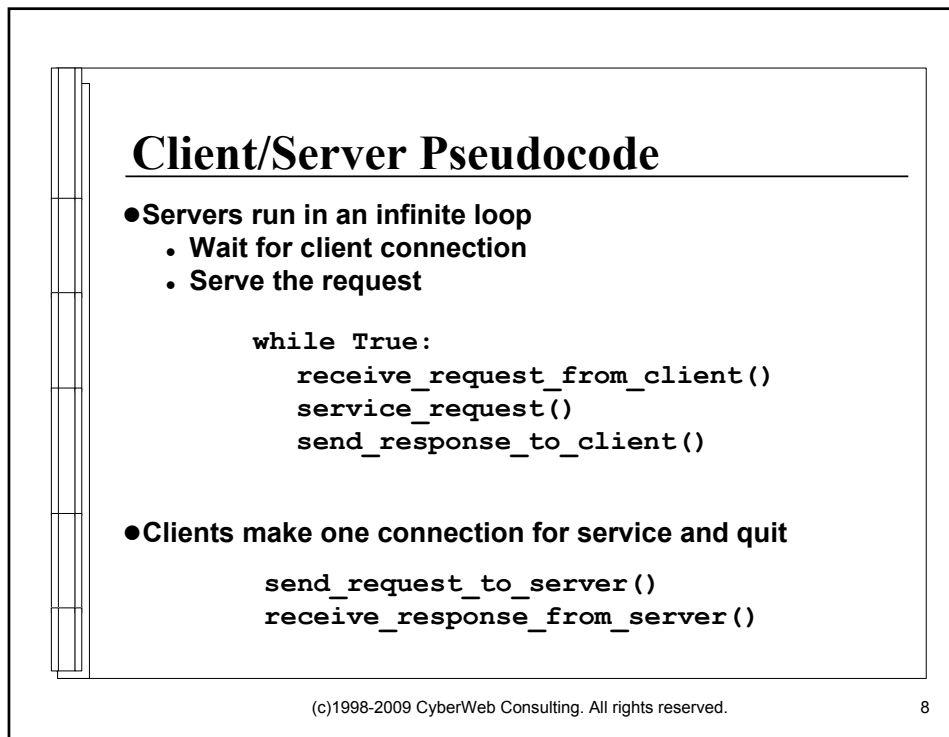 Client/Server Pseudocode
●Servers run in an infinite loop
● Wait for client connection
● Serve the request
while True:
receive_request_from_client()
service_request()
send_response_to_client()
●Clients make one connection for service and quit
send_request_to_server()
receive_response_from_server()
(c)1998-2009 CyberWeb Consulting. All rights reserved. 8